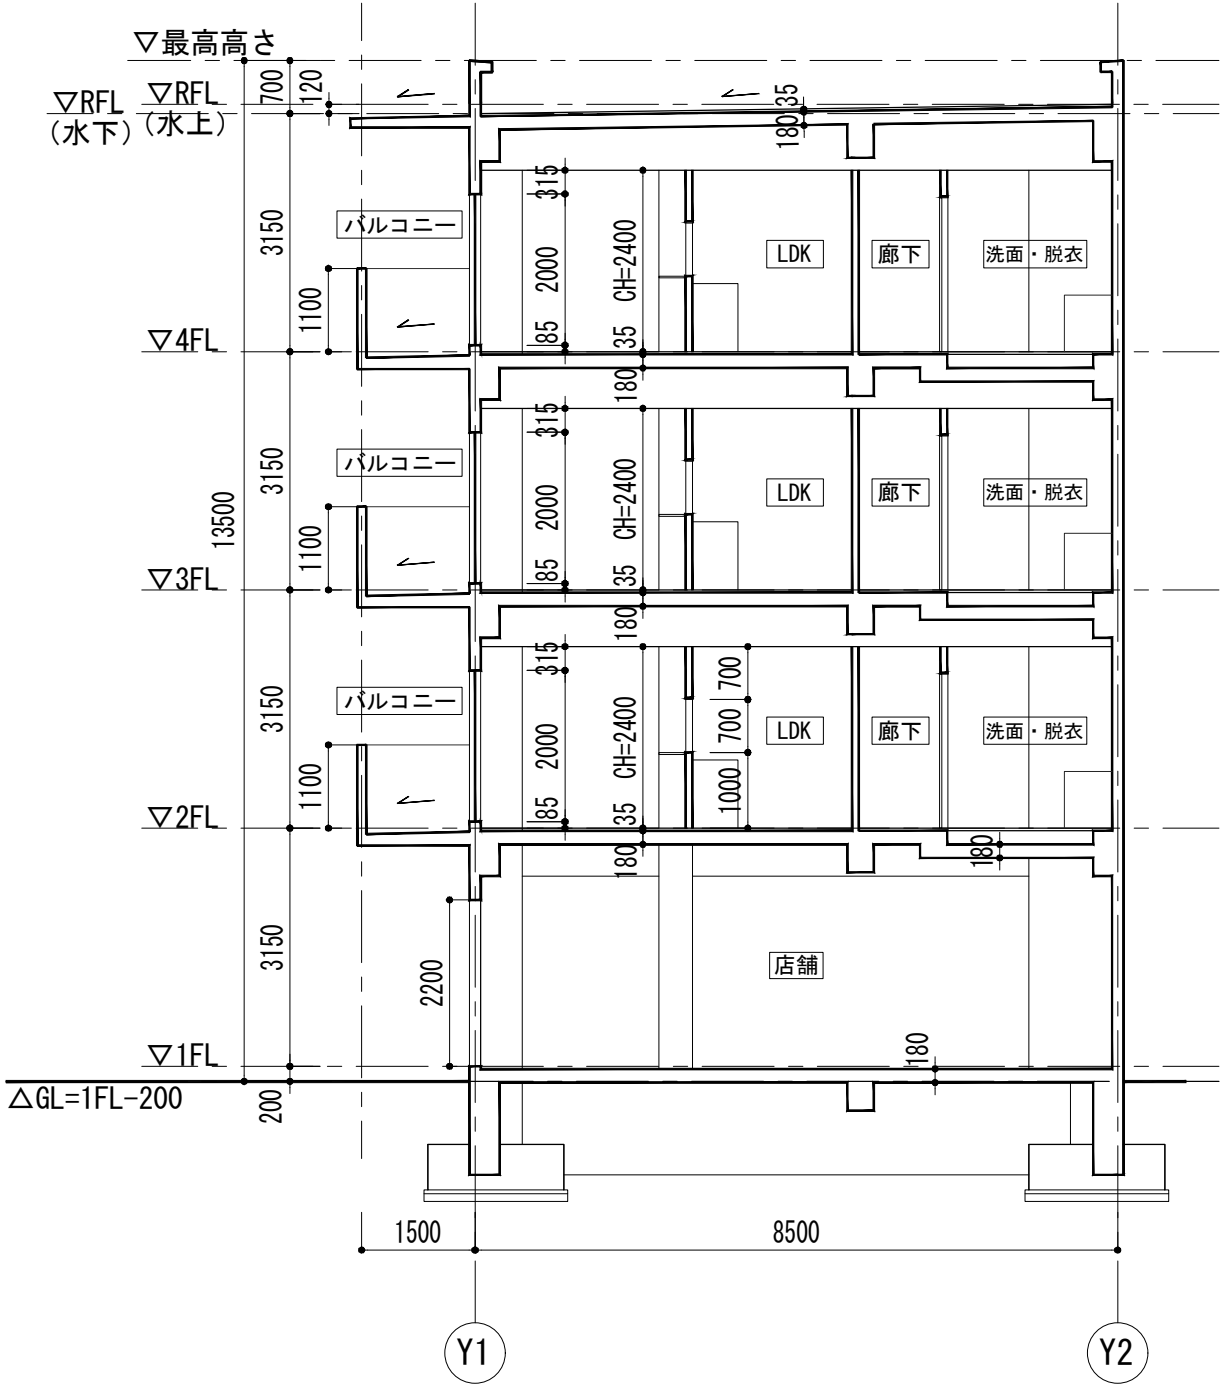 ▽最高高さ
700
120
▽RFL
(水下)
▽RFL
(水上)
35
180
315
3150
バルコニー
2000
CH=2400
LDK
廊下
洗面・脱衣
1100
85
35
▽4FL
180
315
3150
バルコニー
2000
CH=2400
LDK
廊下
洗面・脱衣
13500
1100
85
35
▽3FL
180
315
700
3150
バルコニー
2000
CH=2400
700
LDK
廊下
洗面・脱衣
1100
85
35
1000
▽2FL
180
180
3150
2200
店舗
▽1FL
180
△GL=1FL-200
200
1500
8500
Y1
Y2